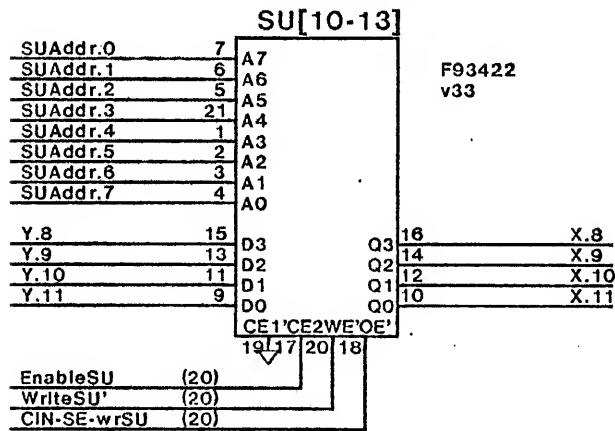 SU[10-13]
F93422
v33
SUAddr.0 7 A7
SUAddr.1 6 A6
SUAddr.2 5 A5
SUAddr.3 21 A4
SUAddr.4 1 A3
SUAddr.5 2 A2
SUAddr.6 3 A1
SUAddr.7 4 A0
Y.8 15 D3 Q3 16 X.8
Y.9 13 D2 Q2 14 X.9
Y.10 11 D1 Q1 12 X.10
Y.11 9 D0 Q0 10 X.11
CE1'CE2WE'OE'
19 17 20 18
EnableSU (20)
WriteSU' (20)
CIN-SE-wrSU (20)